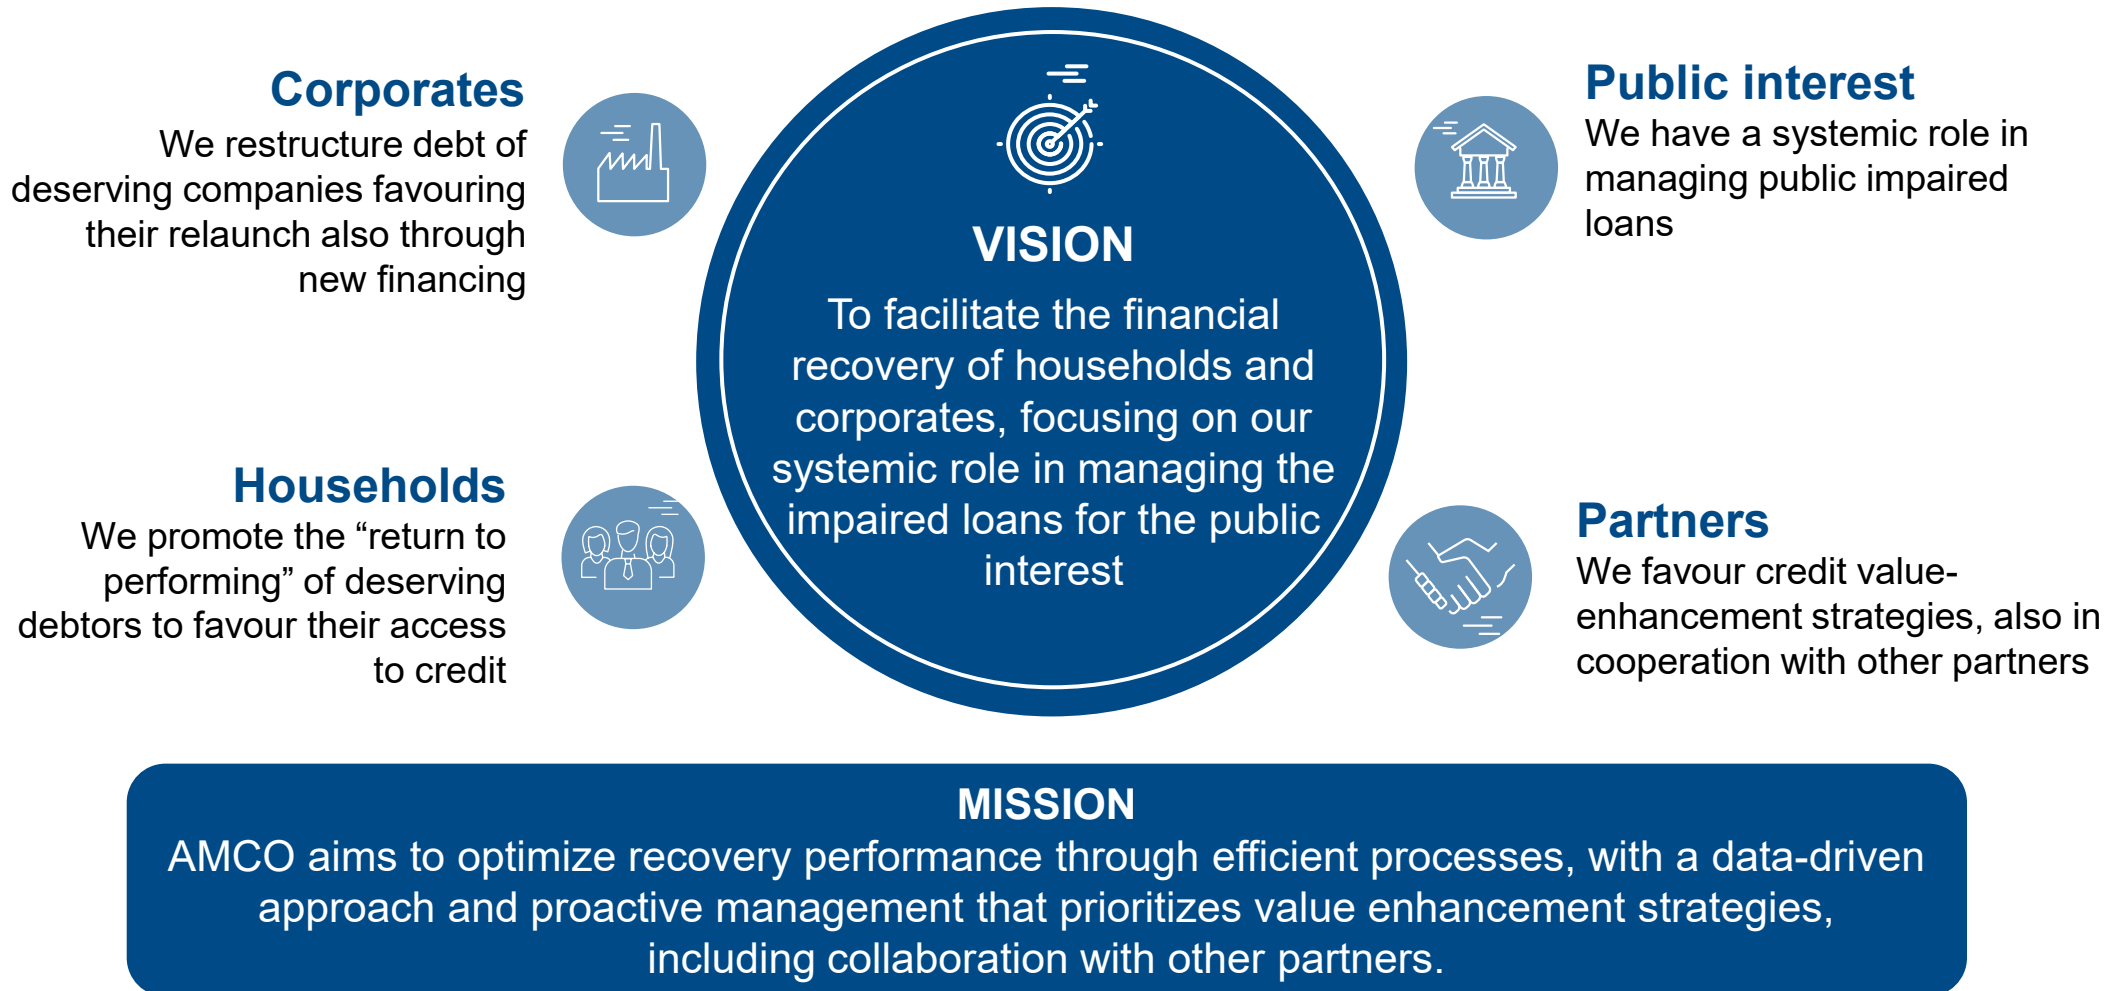 Corporates
We restructure debt of
deserving companies favouring
their relaunch also through
new financing
Households
We promote the “return to
performing” of deserving
debtors to favour their access
to credit
VISION
To facilitate the financial
recovery of households and
corporates, focusing on our
systemic role in managing the
impaired loans for the public
interest
Public interest
We have a systemic role in
managing public impaired
loans
Partners
We favour credit value-
enhancement strategies, also in
cooperation with other partners
MISSION
AMCO aims to optimize recovery performance through efficient processes, with a data-driven
approach and proactive management that prioritizes value enhancement strategies,
including collaboration with other partners.